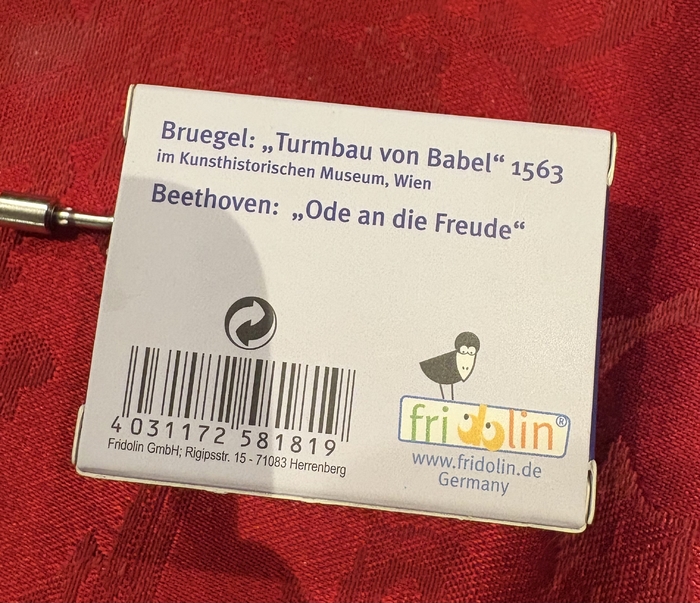 Bruegel: „Turmbau von Babel“ 1563
im Kunsthistorischen Museum, Wien
Beethoven: „Ode an die Freude“
4 031172 581819
Fridolin GmbH; Rigipsstr. 15 - 71083 Herrenberg
fridolin®
www.fridolin.de
Germany